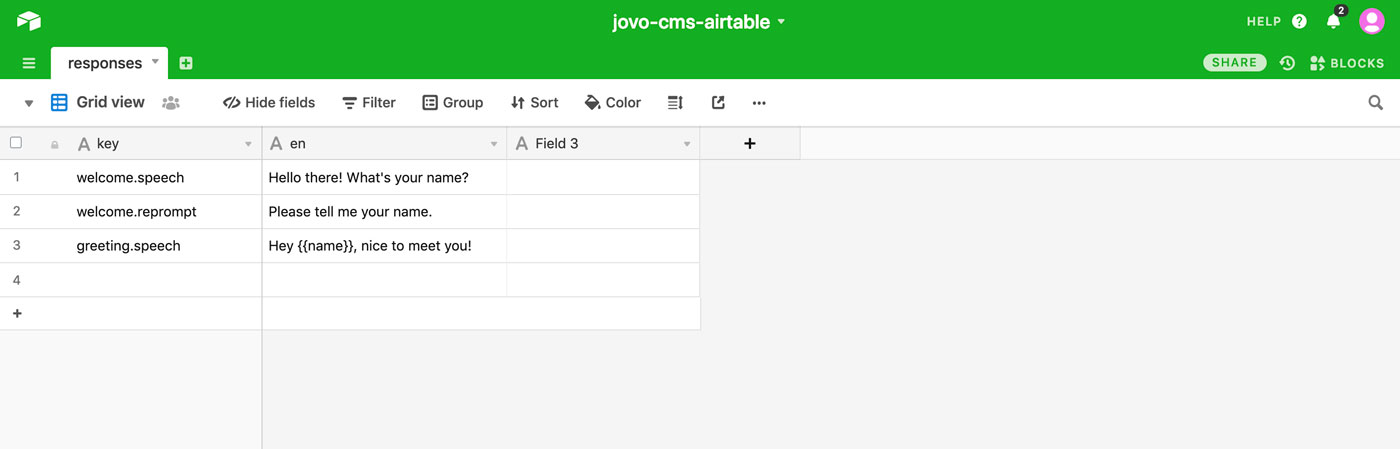 jovo-cms-airtable
HELP ? 2
responses
SHARE BLOCKS
Grid view Hide fields Filter Group Sort Color
A key A en A Field 3 +
1 welcome.speech Hello there! What's your name?
2 welcome.reprompt Please tell me your name.
3 greeting.speech Hey {{name}}, nice to meet you!
4
+